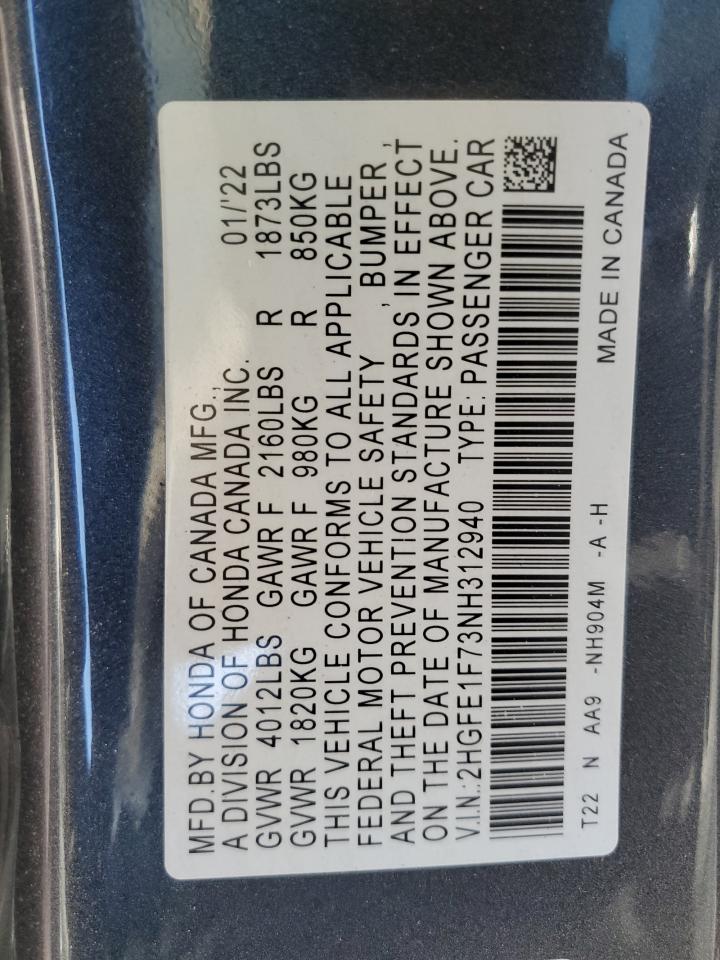 MFD.BY HONDA OF CANADA MFG.,
A DIVISION OF HONDA CANADA INC. 01/'22
GVWR 4012LBS GAWR F 2160LBS R 1873LBS
GVWR 1820KG GAWR F 980KG R 850KG
THIS VEHICLE CONFORMS TO ALL APPLICABLE
FEDERAL MOTOR VEHICLE SAFETY , BUMPER ,
AND THEFT PREVENTION STANDARDS IN EFFECT
ON THE DATE OF MANUFACTURE SHOWN ABOVE.
V.I.N.:2HGFE1F73NH312940 TYPE: PASSENGER CAR
T22 N AA9 -NH904M -A -H MADE IN CANADA